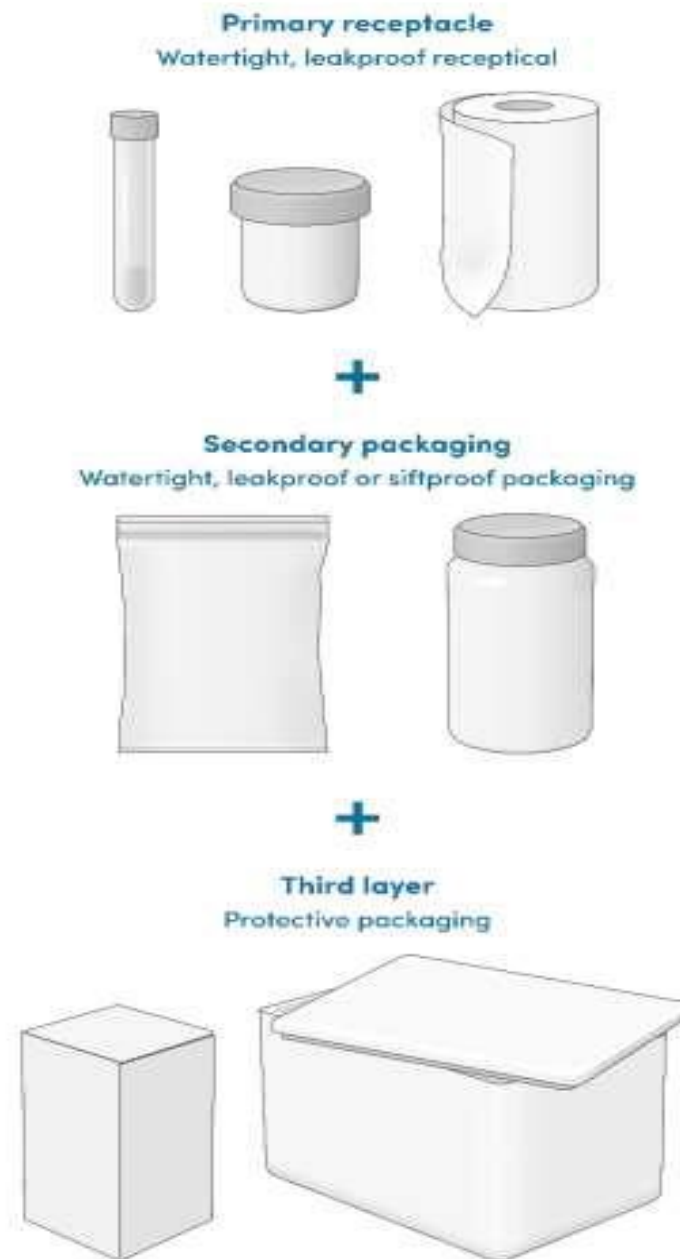 Primary receptacle
Watertight, leakproof receptical
+
Secondary packaging
Watertight, leakproof or siftproof packaging
+
Third layer
Protective packaging